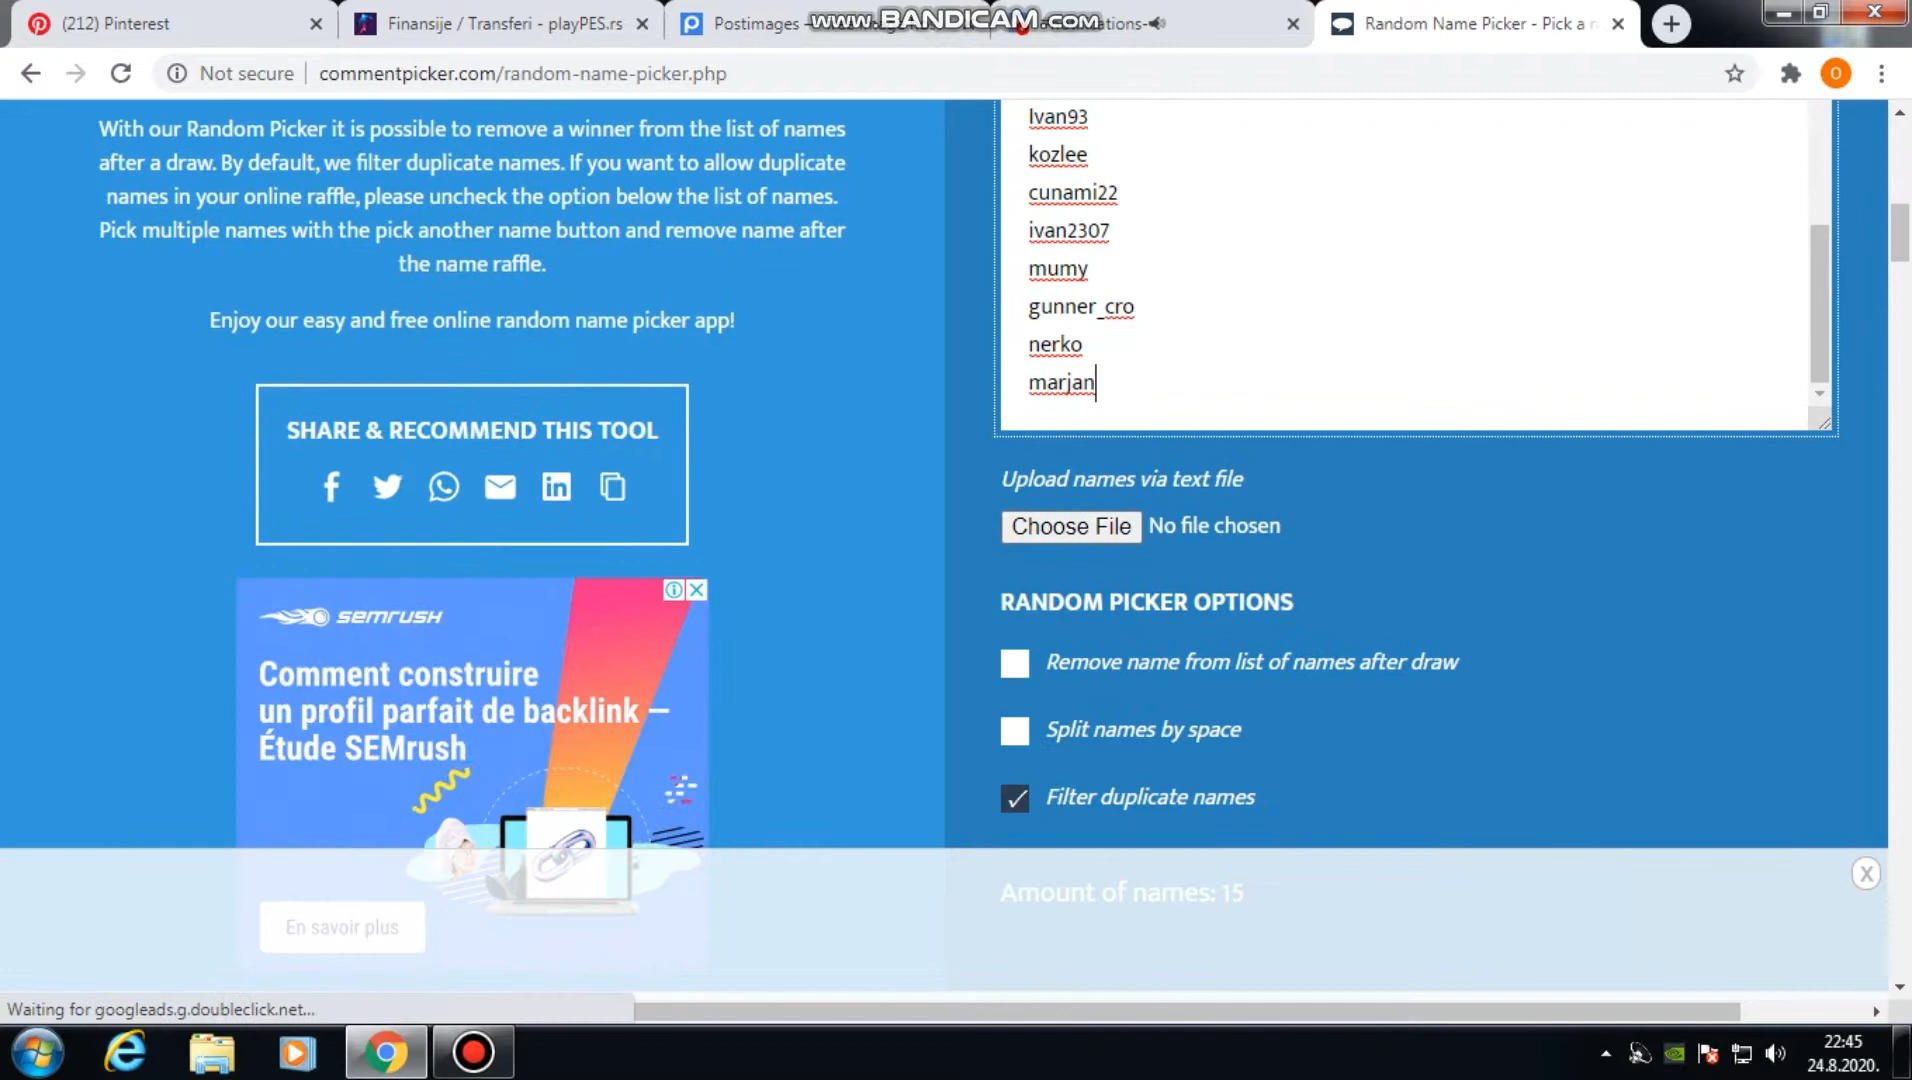 www.BANDICAM.com
(212) Pinterest
Finansije / Transferi - playPES.rs
Postimages
Random Name Picker - Pick a
Not secure
commentpicker.com/random-name-picker.php
O
With our Random Picker it is possible to remove a winner from the list of names
after a draw. By default, we filter duplicate names. If you want to allow duplicate
names in your online raffle, please uncheck the option below the list of names.
Pick multiple names with the pick another name button and remove name after
the name raffle.
Enjoy our easy and free online random name picker app!
SHARE & RECOMMEND THIS TOOL
semrush
Comment construire
un profil parfait de backlink —
Étude SEMrush
En savoir plus
Ivan93
kozlee
cunami22
ivan2307
mumy
gunner_cro
nerko
marjan
Upload names via text file
Choose File No file chosen
RANDOM PICKER OPTIONS
Remove name from list of names after draw
Split names by space
Filter duplicate names
Amount of names: 15
X
Waiting for googleads.g.doubleclick.net...
22:45
24.8.2020.